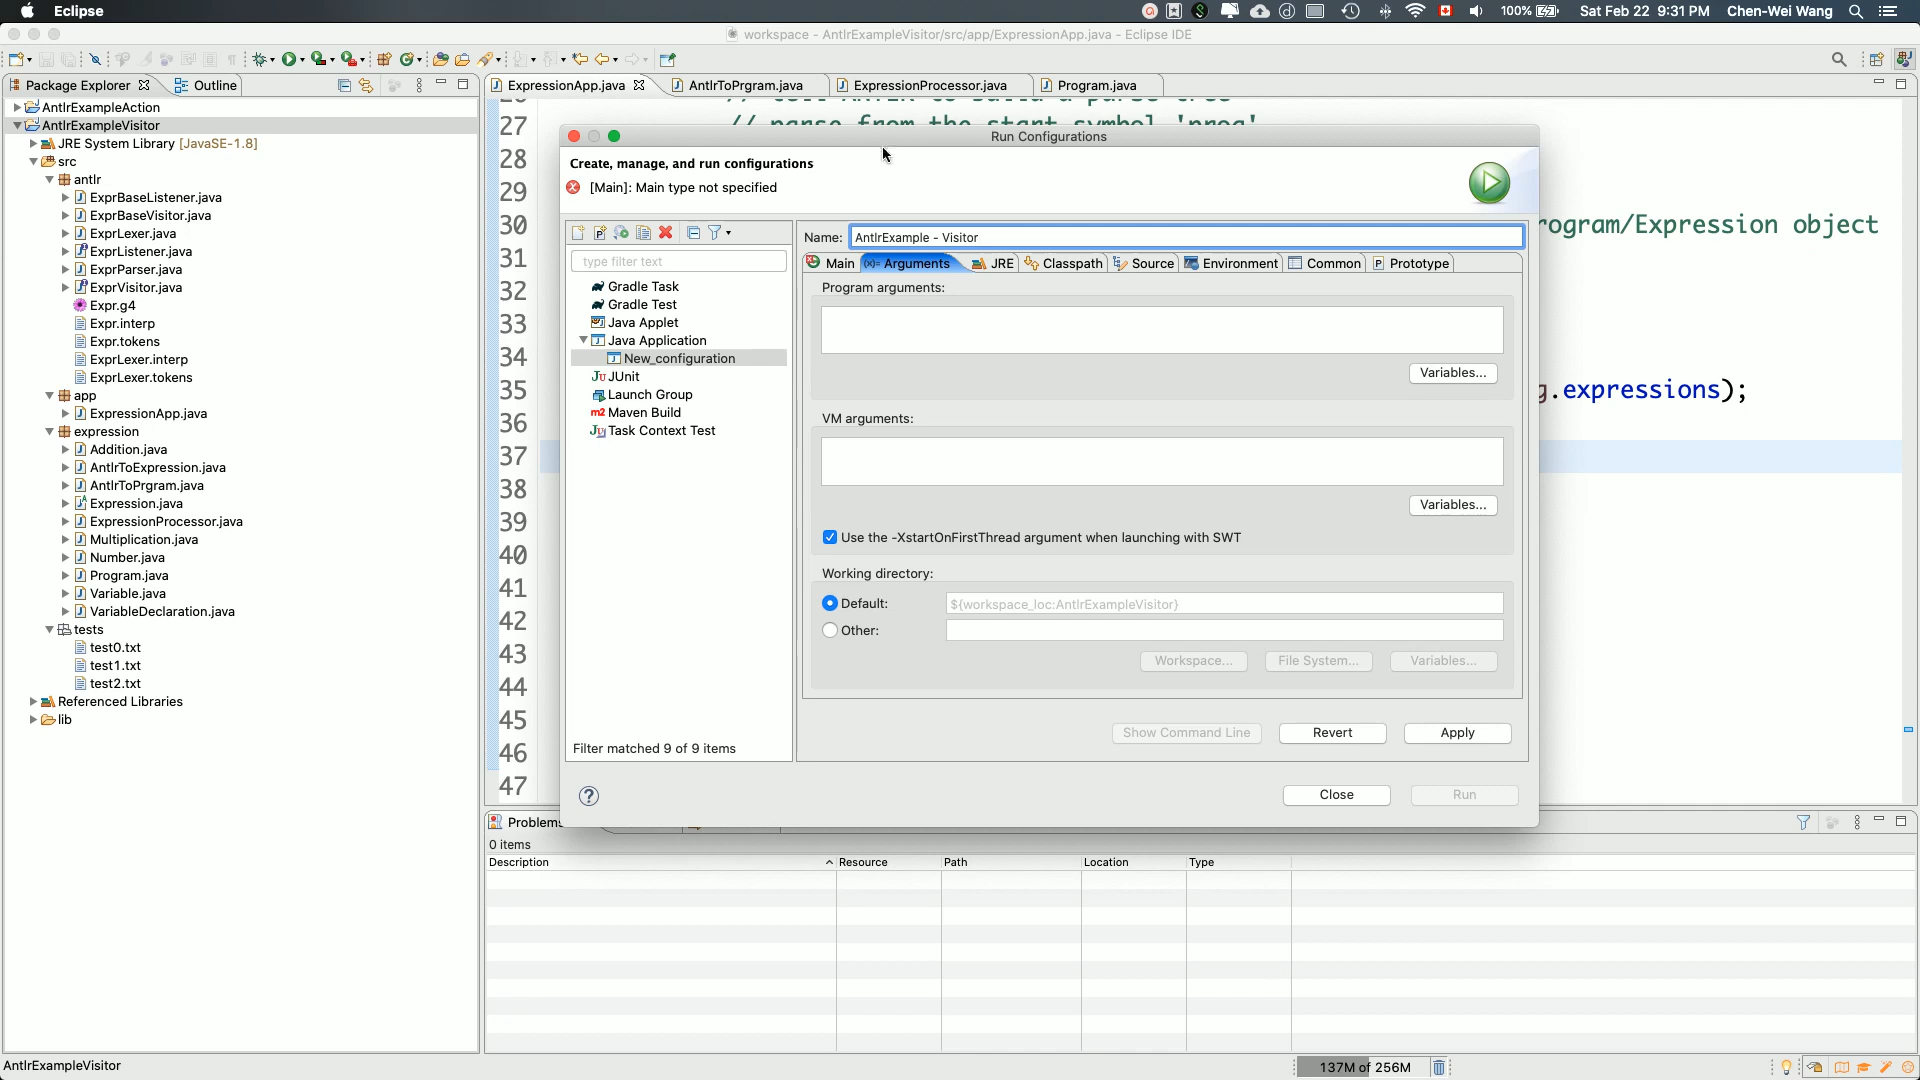 Eclipse
100%
Sat Feb 22 9:31 PM
Chen-Wei Wang
workspace - AntlrExampleVisitor/src/app/ExpressionApp.java - Eclipse IDE
Package Explorer
Outline
ExpressionApp.java
AntlrToPrgram.java
ExpressionProcessor.java
Program.java
AntlrExampleAction
AntlrExampleVisitor
JRE System Library [JavaSE-1.8]
src
antlr
ExprBaseListener.java
ExprBaseVisitor.java
ExprLexer.java
ExprListener.java
ExprParser.java
ExprVisitor.java
Expr.g4
Expr.interp
Expr.tokens
ExprLexer.interp
ExprLexer.tokens
app
ExpressionApp.java
expression
Addition.java
AntlrToExpression.java
AntlrToPrgram.java
Expression.java
ExpressionProcessor.java
Multiplication.java
Number.java
Program.java
Variable.java
VariableDeclaration.java
tests
test0.txt
test1.txt
test2.txt
Referenced Libraries
lib
27
28
29
30
31
32
33
34
35
36
37
38
39
40
41
42
43
44
45
46
47
// parse from the start symbol 'prog'
rogram/Expression object
.expressions);
Run Configurations
Create, manage, and run configurations
[Main]: Main type not specified
type filter text
Gradle Task
Gradle Test
Java Applet
Java Application
New_configuration
JUnit
Launch Group
Maven Build
Task Context Test
Filter matched 9 of 9 items
Name: AntlrExample - Visitor
Main
Arguments
JRE
Classpath
Source
Environment
Common
Prototype
Program arguments:
Variables...
VM arguments:
Variables...
Use the -XstartOnFirstThread argument when launching with SWT
Working directory:
Default: ${workspace_loc:AntlrExampleVisitor}
Other:
Workspace... File System... Variables...
Show Command Line Revert Apply
Close Run
Problems
0 items
Description Resource Path Location Type
AntlrExampleVisitor
137M of 256M